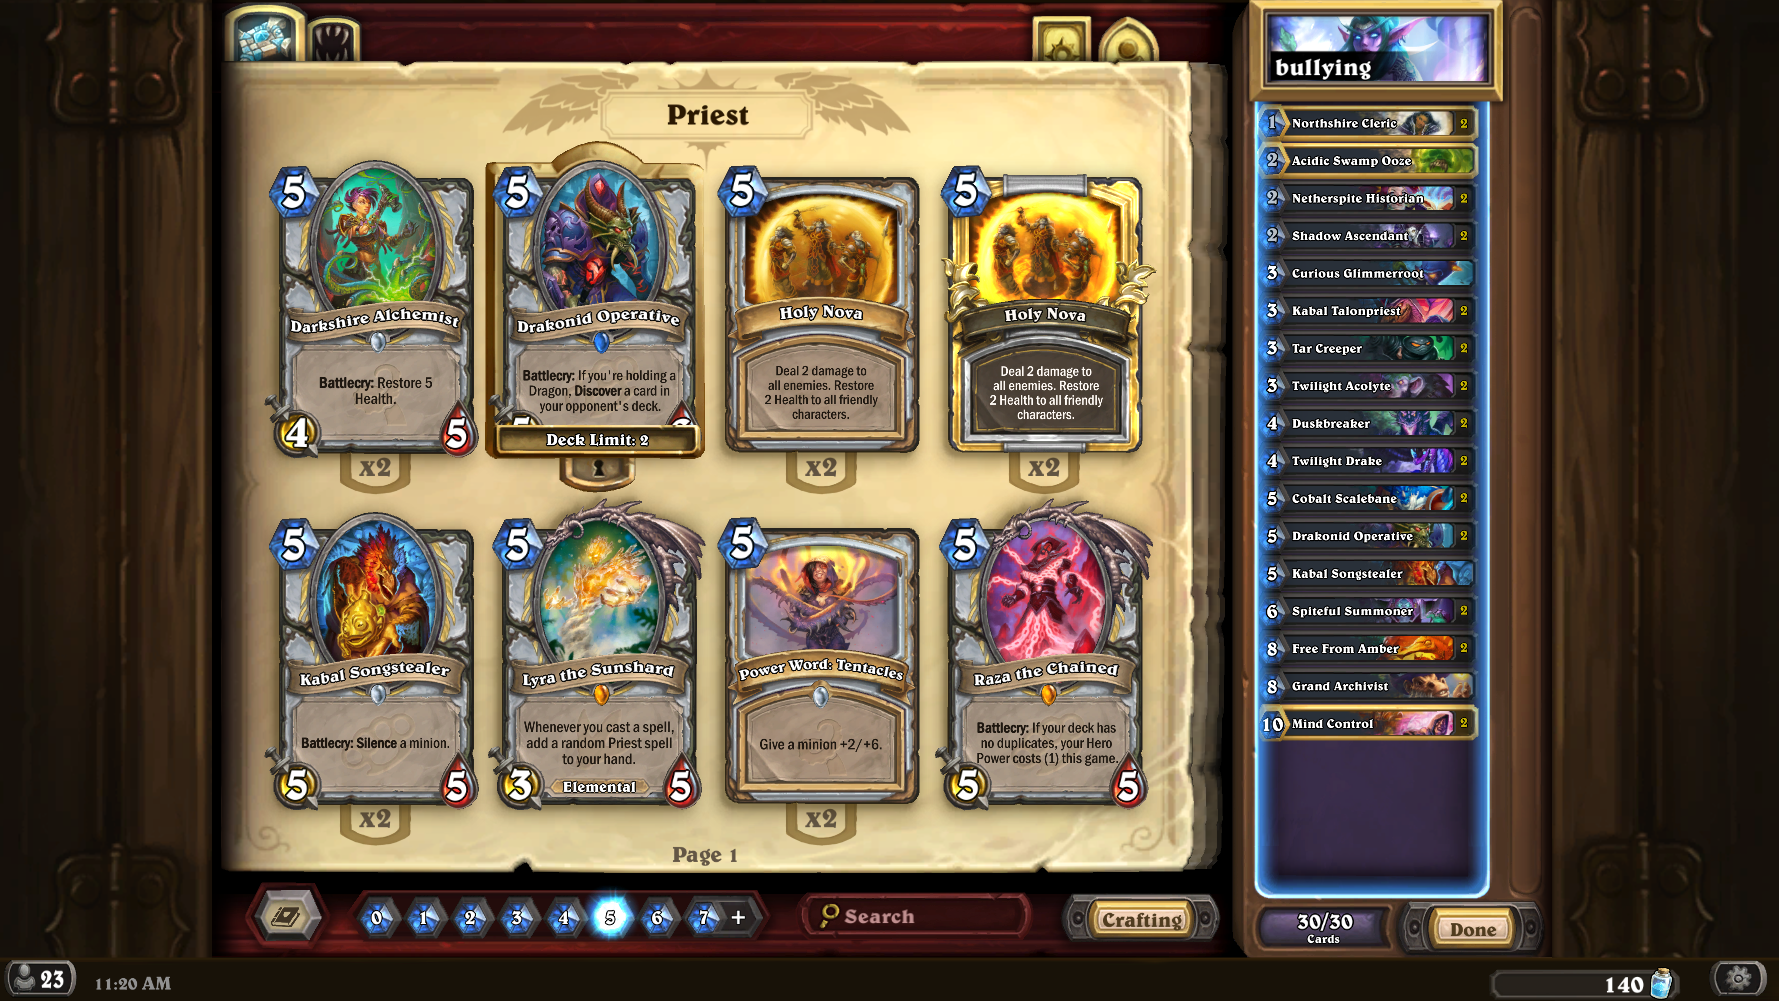 Priest
5
Darkshire Alchemist
Battlecry: Restore 5
Health.
4
5
x2
5
Drakonid Operative
Battlecry: If you're holding a
Dragon, Discover a card in
your opponent's deck.
Deck Limit: 2
5
Holy Nova
Deal 2 damage to
all enemies. Restore
2 Health to all friendly
characters.
x2
5
Holy Nova
Deal 2 damage to
all enemies. Restore
2 Health to all friendly
characters.
x2
5
Kabal Songstealer
Battlecry: Silence a minion.
5
5
x2
5
Lyra the Sunshard
Whenever you cast a spell,
add a random Priest spell
to your hand.
Elemental
3
5
5
Power Word: Tentacles
Give a minion +2/+6.
x2
5
Raza the Chained
Battlecry: If your deck has
no duplicates, your Hero
Power costs (1) this game.
5
5
Page 1
0 1 2 3 4 5 6 7 +
Search
Crafting
bullying
1 Northshire Cleric 2
2 Acidic Swamp Ooze
2 Netherspite Historian 2
2 Shadow Ascendant 2
3 Curious Glimmerroot
3 Kabal Talonpriest 2
3 Tar Creeper 2
3 Twilight Acolyte 2
4 Duskbreaker 2
4 Twilight Drake 2
5 Cobalt Scalebane 2
5 Drakonid Operative 2
5 Kabal Songstealer
6 Spiteful Summoner 2
8 Free From Amber 2
8 Grand Archivist
10 Mind Control 2
30/30
Cards
Done
23
11:20 AM
140